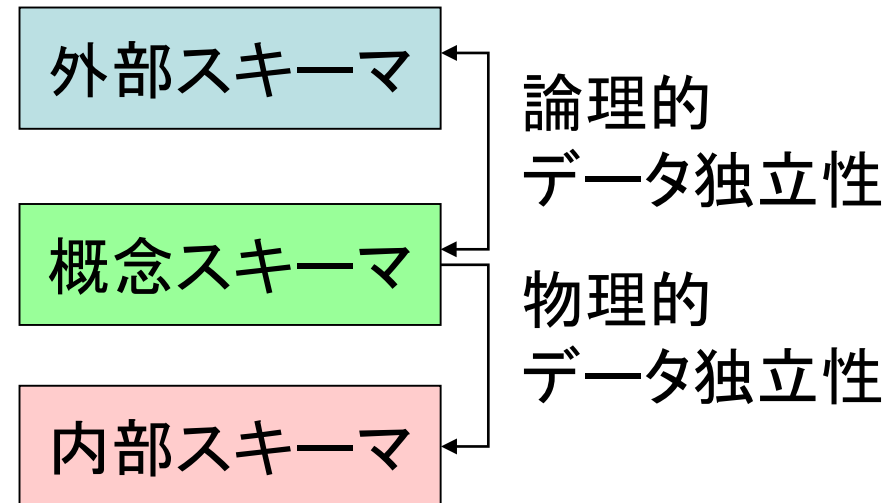 外部スキーマ
論理的
データ独立性
概念スキーマ
物理的
データ独立性
内部スキーマ